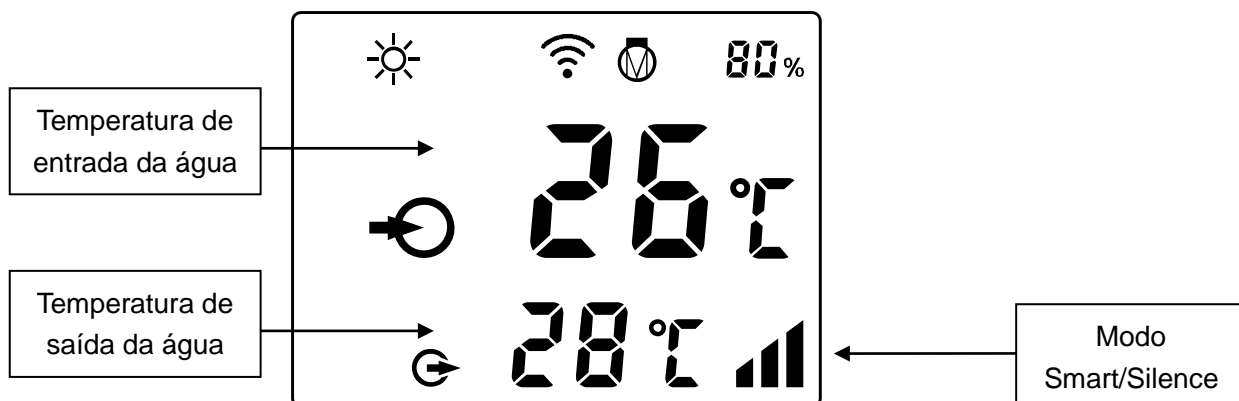 80%
Temperatura de
entrada da água
26°C
Temperatura de
saída da água
28°C
Modo
Smart/Silence